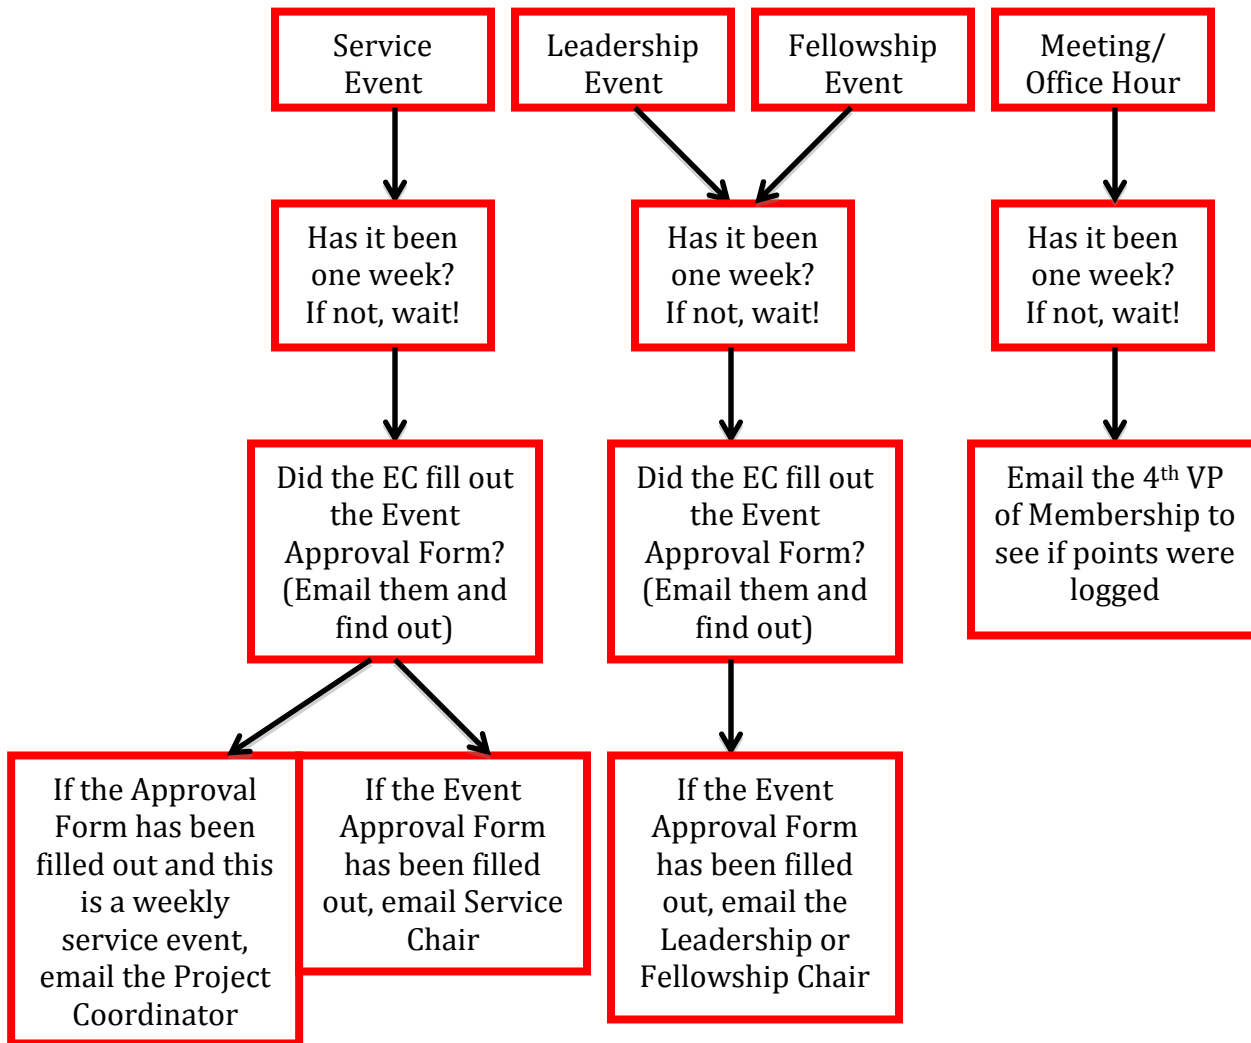 Service
Event
Leadership
Event
Fellowship
Event
Meeting/
Office Hour
Has it been
one week?
If not, wait!
Has it been
one week?
If not, wait!
Has it been
one week?
If not, wait!
Did the EC fill out
the Event
Approval Form?
(Email them and
find out)
Did the EC fill out
the Event
Approval Form?
(Email them and
find out)
Email the 4th VP
of Membership to
see if points were
logged
If the Approval
Form has been
filled out and this
is a weekly
service event,
email the Project
Coordinator
If the Event
Approval Form
has been filled
out, email Service
Chair
If the Event
Approval Form
has been filled
out, email the
Leadership or
Fellowship Chair